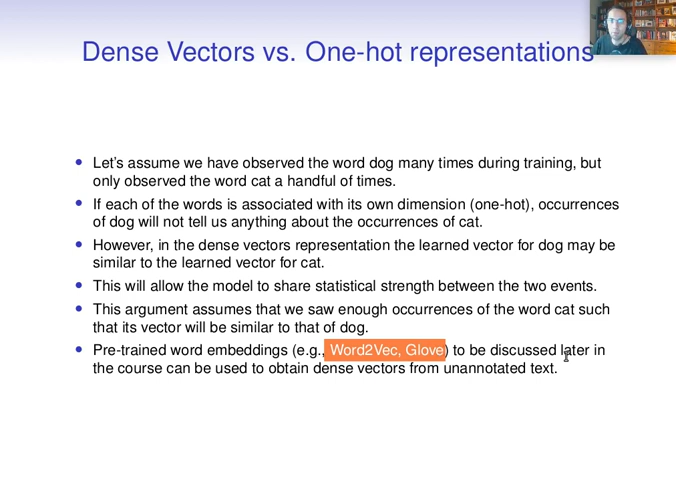 Dense Vectors vs. One-hot representations
• Let's assume we have observed the word dog many times during training, but
only observed the word cat a handful of times.
• If each of the words is associated with its own dimension (one-hot), occurrences
of dog will not tell us anything about the occurrences of cat.
• However, in the dense vectors representation the learned vector for dog may be
similar to the learned vector for cat.
• This will allow the model to share statistical strength between the two events.
• This argument assumes that we saw enough occurrences of the word cat such
that its vector will be similar to that of dog.
• Pre-trained word embeddings (e.g., Word2Vec, Glove) to be discussed later in
the course can be used to obtain dense vectors from unannotated text.